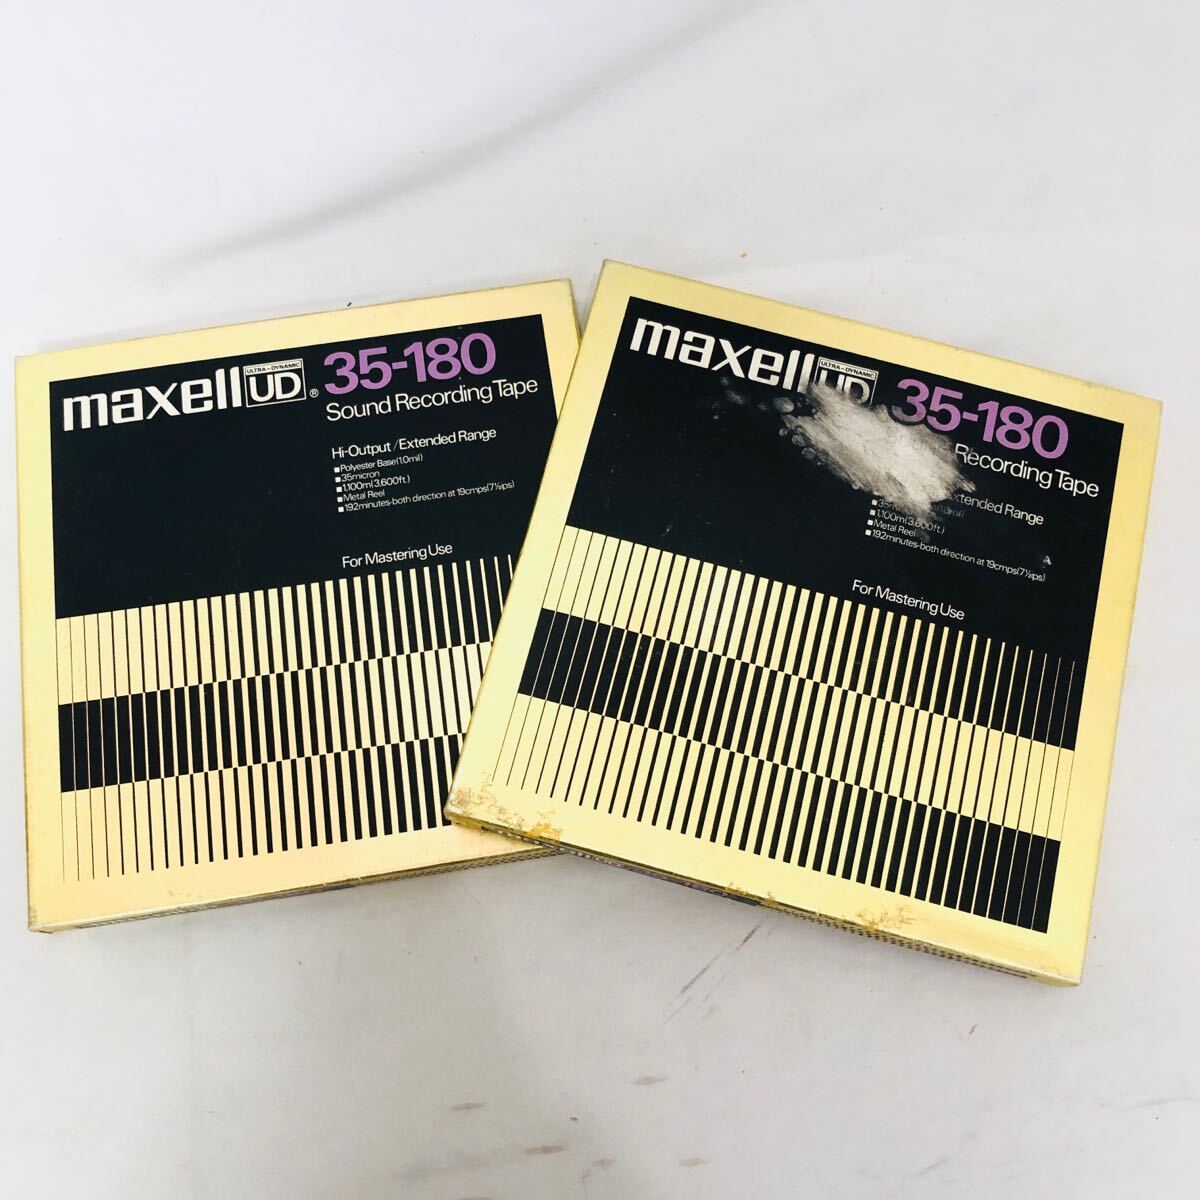 maxell ULTRA-DYNAMIC UD ® 35-180
Sound Recording Tape
Hi-Output/Extended Range
■Polyester Base(1.0mil)
■35micron
■1,100m(3,600ft.)
■Metal Reel
■192minutes-both direction at 19cmps(7½ips)
For Mastering Use
maxell ULTRA-DYNAMIC UD 35-180
Recording Tape
Extended Range
■1,100m(3,600ft.)
■Metal Reel
■192minutes-both direction at 19cmps(7½ips)
For Mastering Use